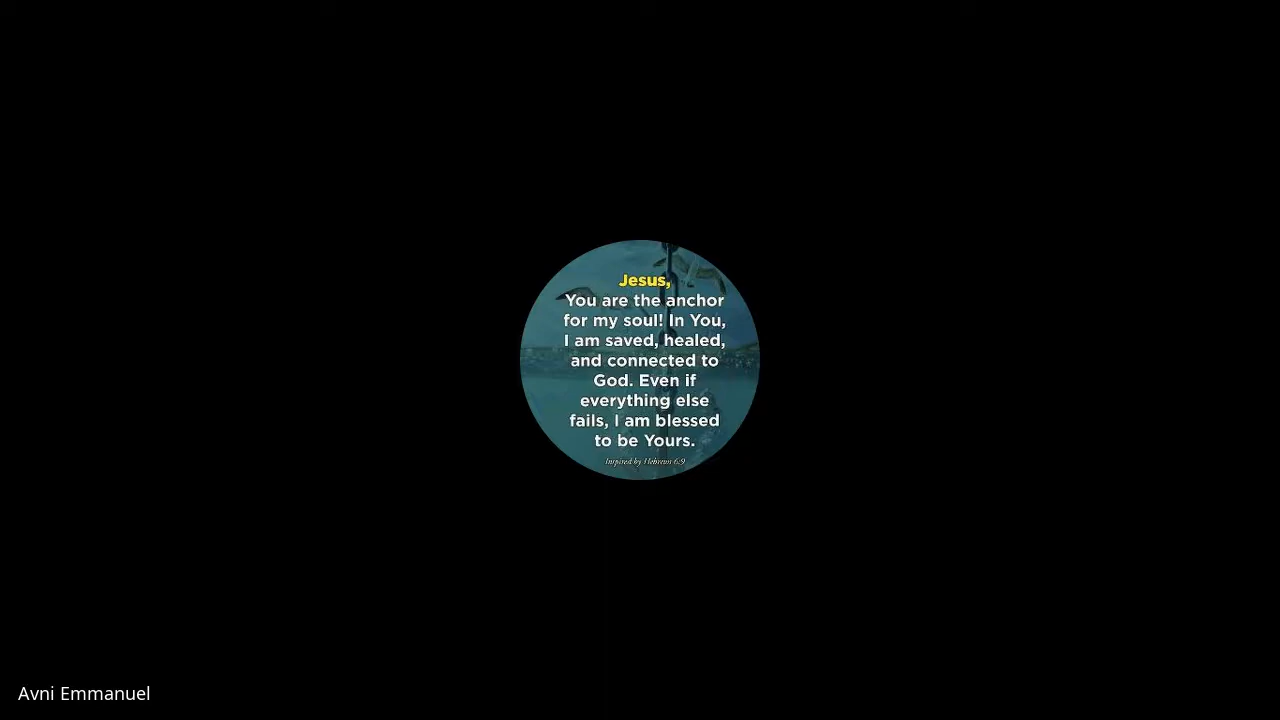 Jesus,
You are the anchor
for my soul! In You,
I am saved, healed,
and connected to
God. Even if
everything else
fails, I am blessed
to be Yours.
Inspired by Hebrews 6:9
Avni Emmanuel